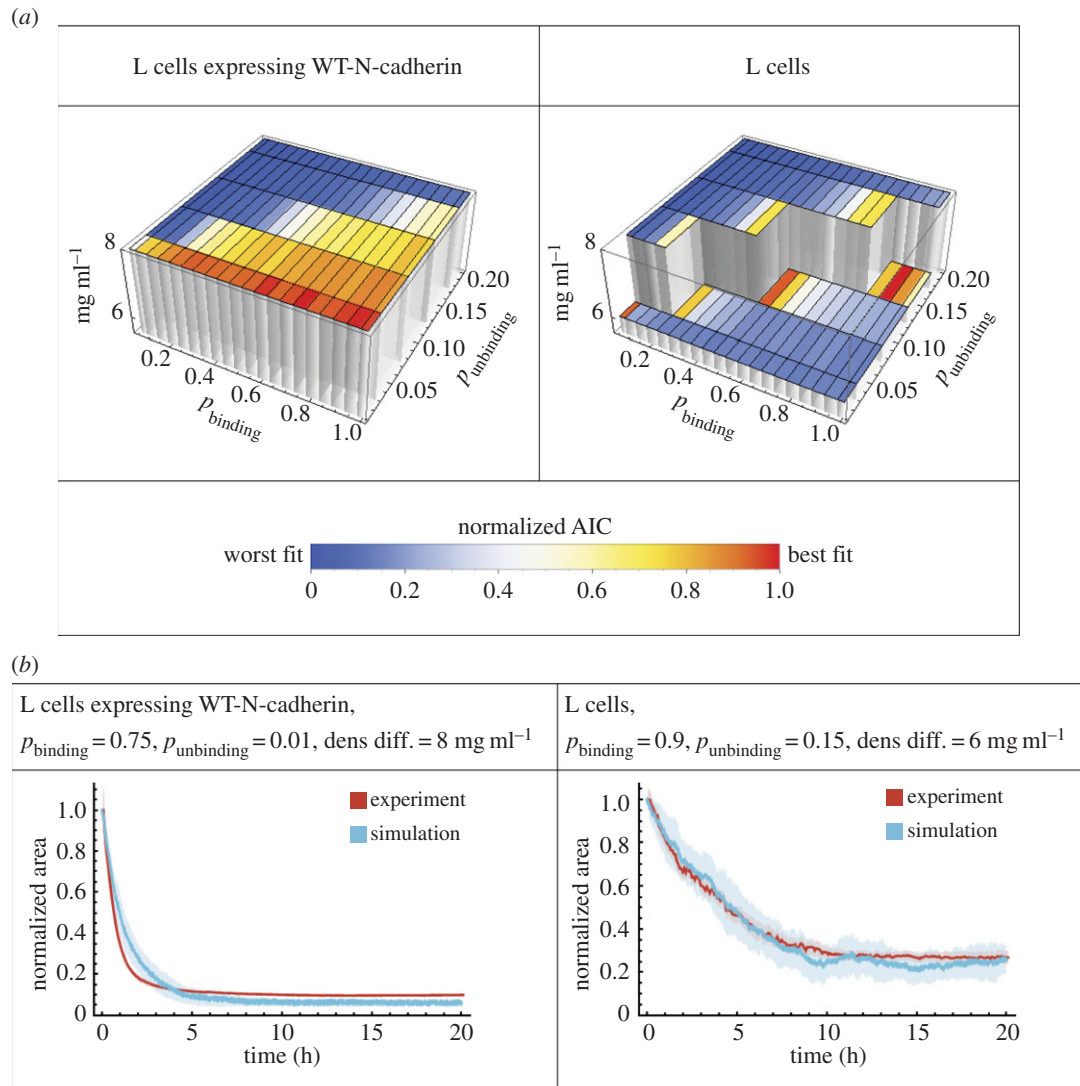 (a)
L cells expressing WT-N-cadherin
L cells
mg ml−1
8
6
0.2
0.4
0.6
0.8
1.0
pbinding
0.05
0.10
0.15
0.20
punbinding
mg ml−1
8
6
0.2
0.4
0.6
0.8
1.0
pbinding
0.05
0.10
0.15
0.20
punbinding
normalized AIC
worst fit
best fit
0 0.2 0.4 0.6 0.8 1.0
(b)
L cells expressing WT-N-cadherin,
pbinding = 0.75, punbinding = 0.01, dens diff. = 8 mg ml−1
L cells,
pbinding = 0.9, punbinding = 0.15, dens diff. = 6 mg ml−1
experiment
simulation
normalized area
1.0
0.8
0.6
0.4
0.2
0
0 5 10 15 20
time (h)
experiment
simulation
normalized area
1.0
0.8
0.6
0.4
0.2
0
0 5 10 15 20
time (h)